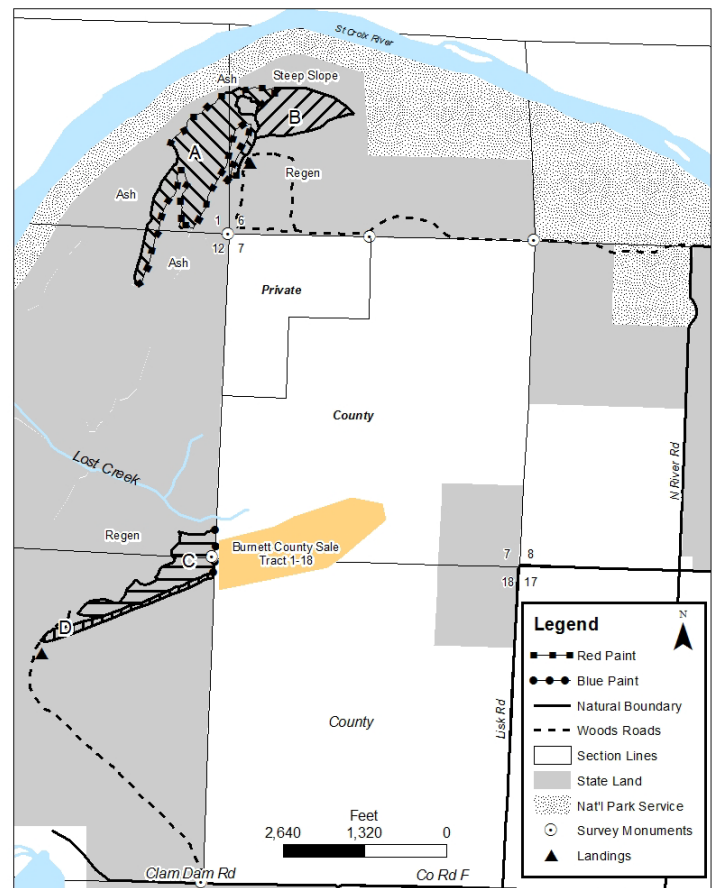 St Croix River
Ash
Steep Slope
B
A
Regen
Ash
1
6
12
7
Ash
Private
County
Lost Creek
N River Rd
Regen
C
Burnett County Sale
Tract 1-18
7
8
18
17
D
Legend
N
Red Paint
Blue Paint
Natural Boundary
Woods Roads
Section Lines
State Land
Nat'l Park Service
Survey Monuments
Landings
Lisk Rd
County
Feet
2,640
1,320
0
Clam Dam Rd
Co Rd F